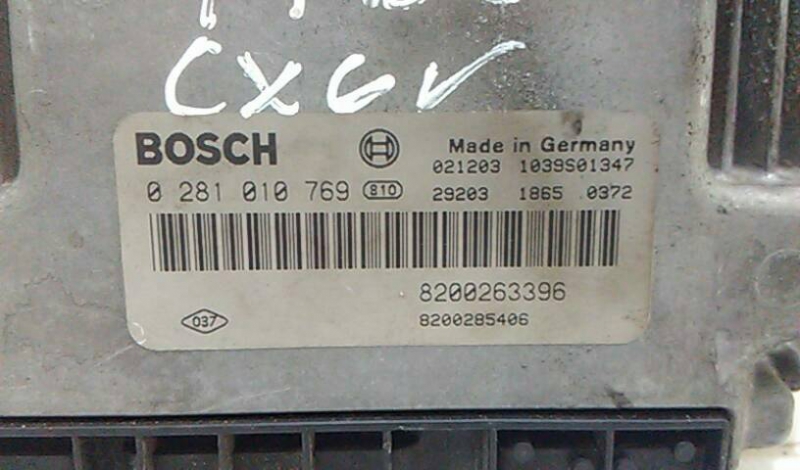 CXGV
BOSCH Made in Germany
021203 1039S01347
0 281 010 769 810 29203 1865 0372
8200263396
037 8200285406